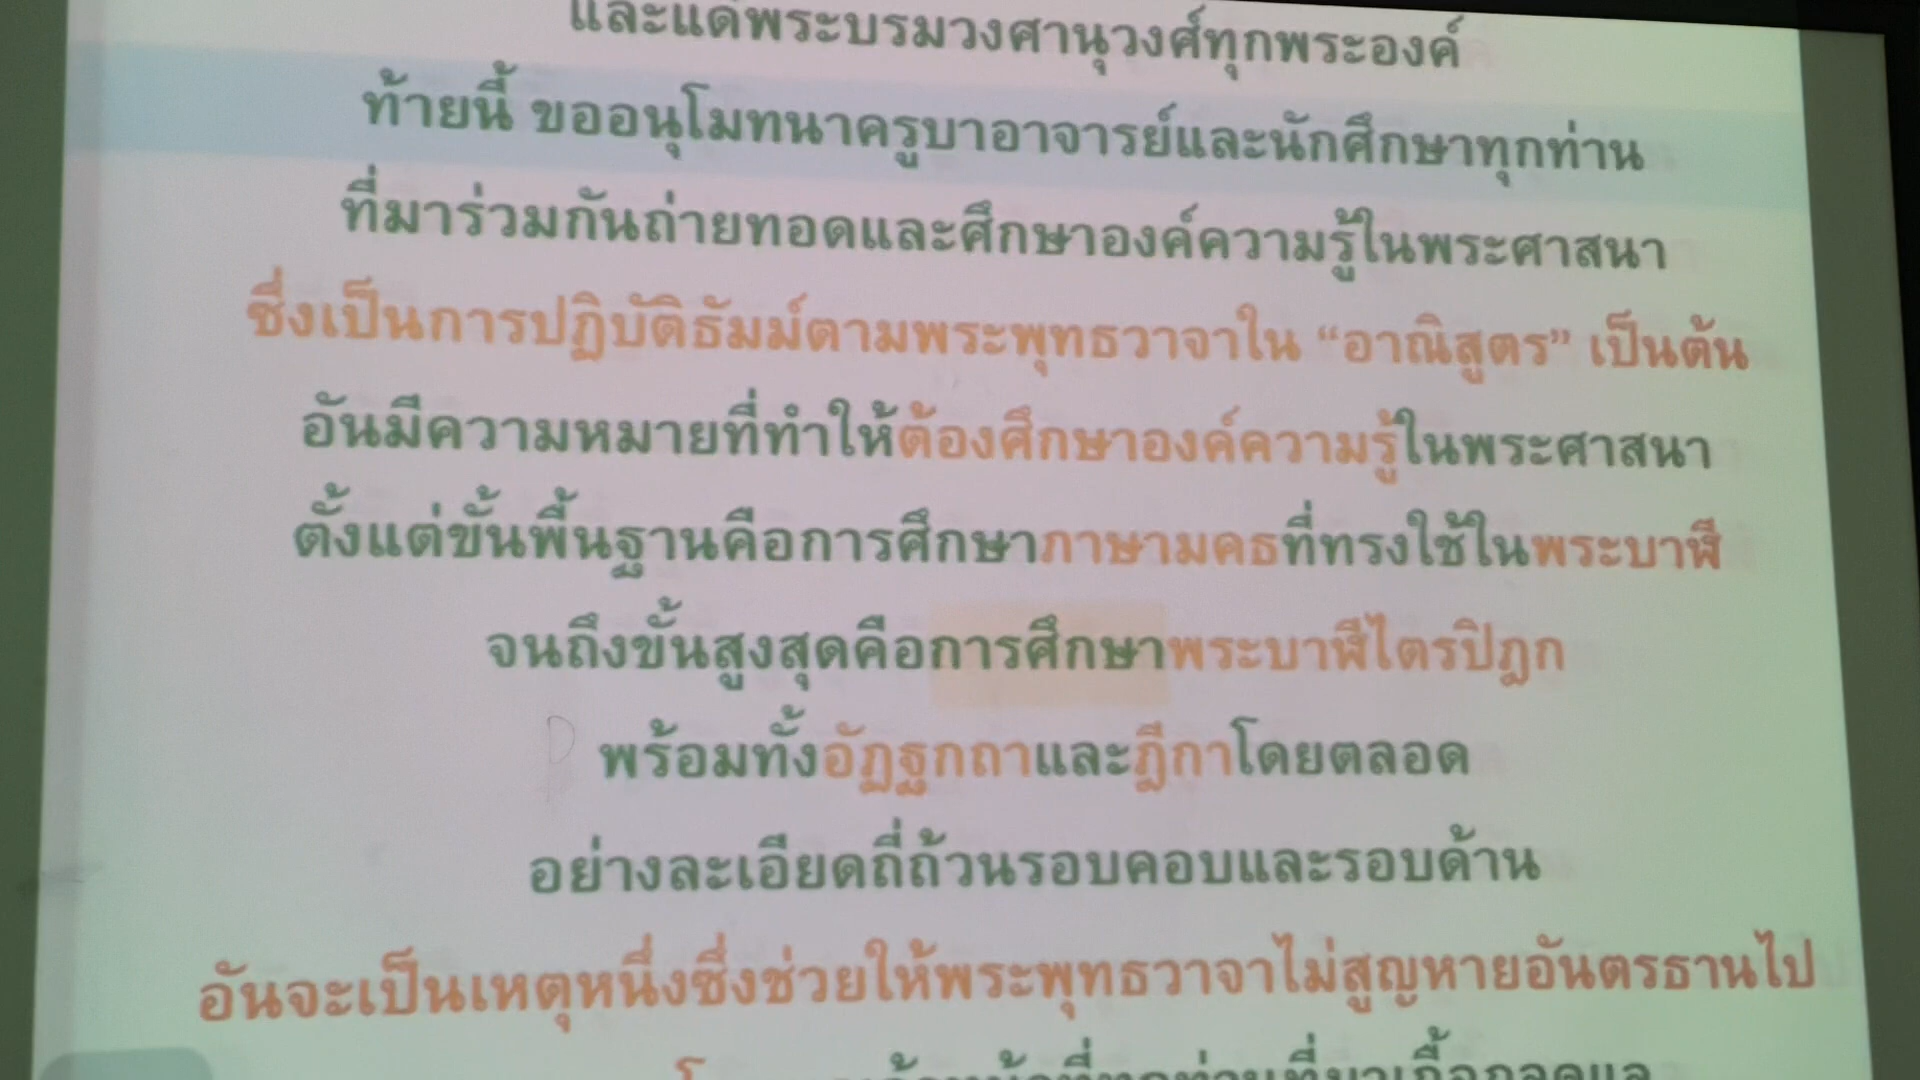 และแด่พระบรมวงศานุวงศ์ทุกพระองค์
ท้ายนี้ ขออนุโมทนาครูบาอาจารย์และนักศึกษาทุกท่าน
ที่มาร่วมกันถ่ายทอดและศึกษาองค์ความรู้ในพระศาสนา
ซึ่งเป็นการปฏิบัติธัมม์ตามพระพุทธวาจาใน “อาณิสูตร” เป็นต้น
อันมีความหมายที่ทำให้ต้องศึกษาองค์ความรู้ในพระศาสนา
ตั้งแต่ขั้นพื้นฐานคือการศึกษาภาษามคธที่ทรงใช้ในพระบาฬี
จนถึงขั้นสูงสุดคือการศึกษาพระบาฬีไตรปิฎก
พร้อมทั้งอัฏฐกถาและฎีกาโดยตลอด
อย่างละเอียดถี่ถ้วนรอบคอบและรอบด้าน
อันจะเป็นเหตุหนึ่งซึ่งช่วยให้พระพุทธวาจาไม่สูญหายอันตรธานไป